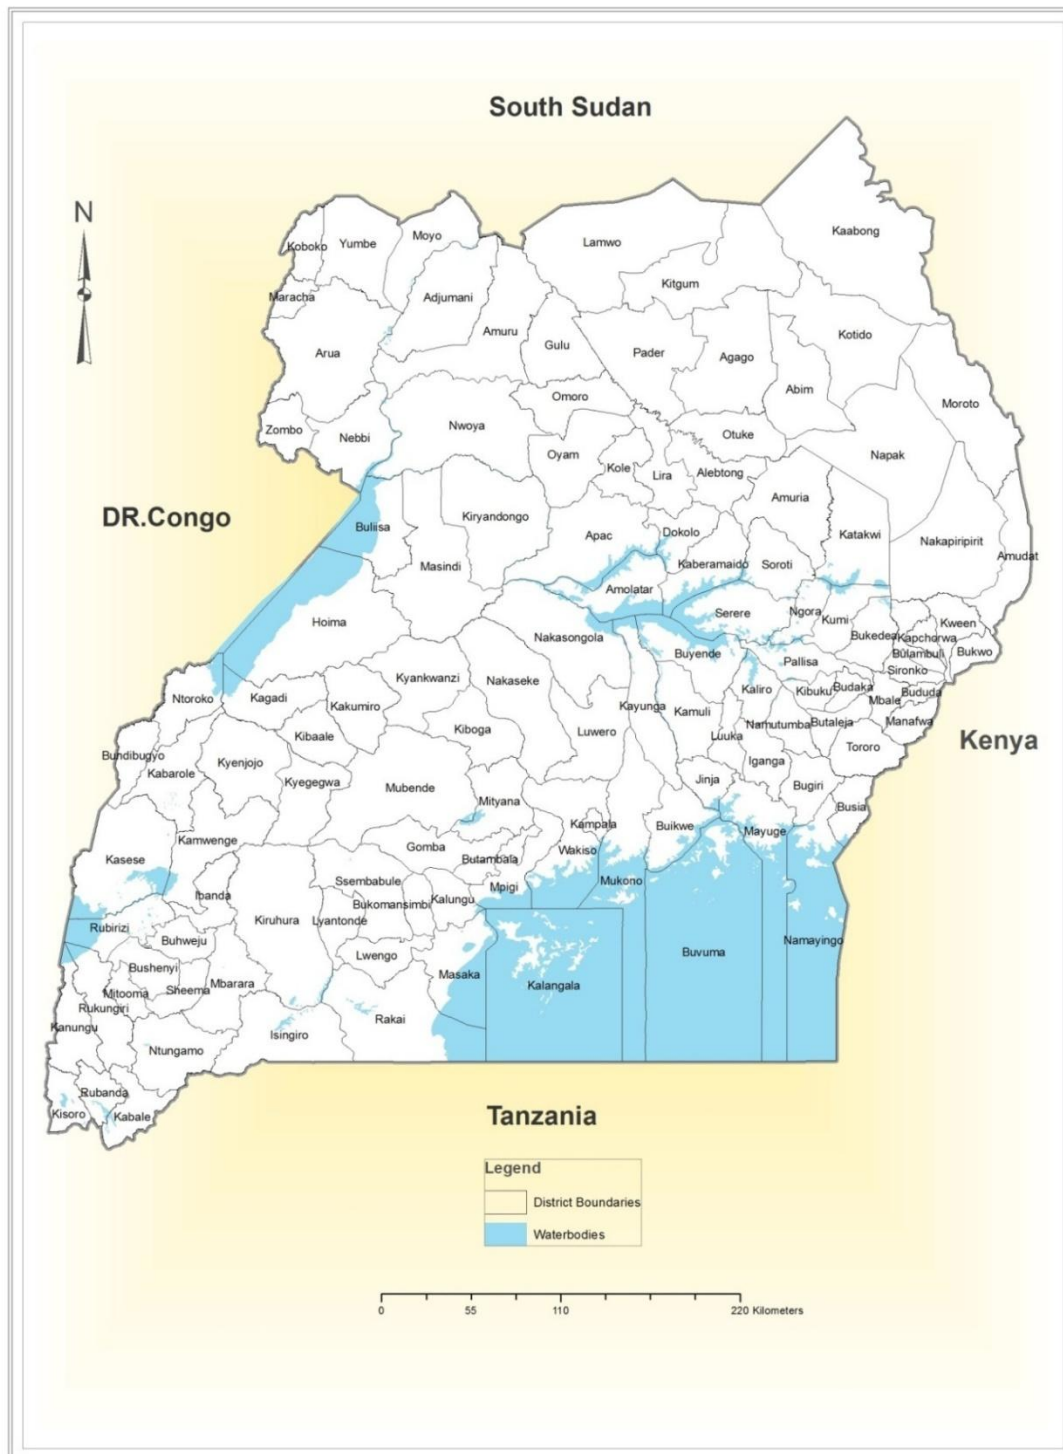 South Sudan
N
Kaabong
Moyo
Koboko
Yumbe
Lamwo
Kitgum
Maracha
Adjumani
Amuru
Kotido
Arua
Gulu
Pader
Agago
Abim
Moroto
Omoro
Zombo
Nebbi
Nwoya
Otuke
Oyam
Napak
Kole
Lira
Alebtong
Amuria
DR.Congo
Buliisa
Kiryandongo
Apac
Dokolo
Katakwi
Nakapiripirit
Amudat
Masindi
Kaberamaido
Soroti
Amolatar
Hoima
Nakasongola
Serere
Ngora
Kumi
Kween
Bukedea
Kapchorwa
Bukwo
Buyende
Bulambuli
Pallisa
Sironko
Kyankwanzi
Nakaseke
Ntoroko
Kagadi
Kakumiro
Kayunga
Kamuli
Kaliro
Kibuku
Budaka
Bududa
Mbale
Kibaale
Kiboga
Luwero
Luuka
Namutumba
Butaleja
Manafwa
Kenya
Bundibugyo
Kabarole
Kyenjojo
Tororo
Iganga
Kyegegwa
Mubende
Jinja
Bugiri
Mityana
Busia
Kampala
Buikwe
Mayuge
Kamwenge
Gomba
Wakiso
Kasese
Butambala
Ssembabule
Mpigi
Mukono
Ibanda
Bukomansimbi
Kalungu
Kiruhura
Lyantonde
Rubirizi
Buhweju
Namayingo
Lwengo
Buvuma
Bushenyi
Masaka
Mbarara
Kalangala
Mitooma
Sheema
Rukungiri
Rakai
Kanungu
Isingiro
Ntungamo
Rubanda
Kisoro
Kabale
Tanzania
Legend
District Boundaries
Waterbodies
0 55 110 220 Kilometers